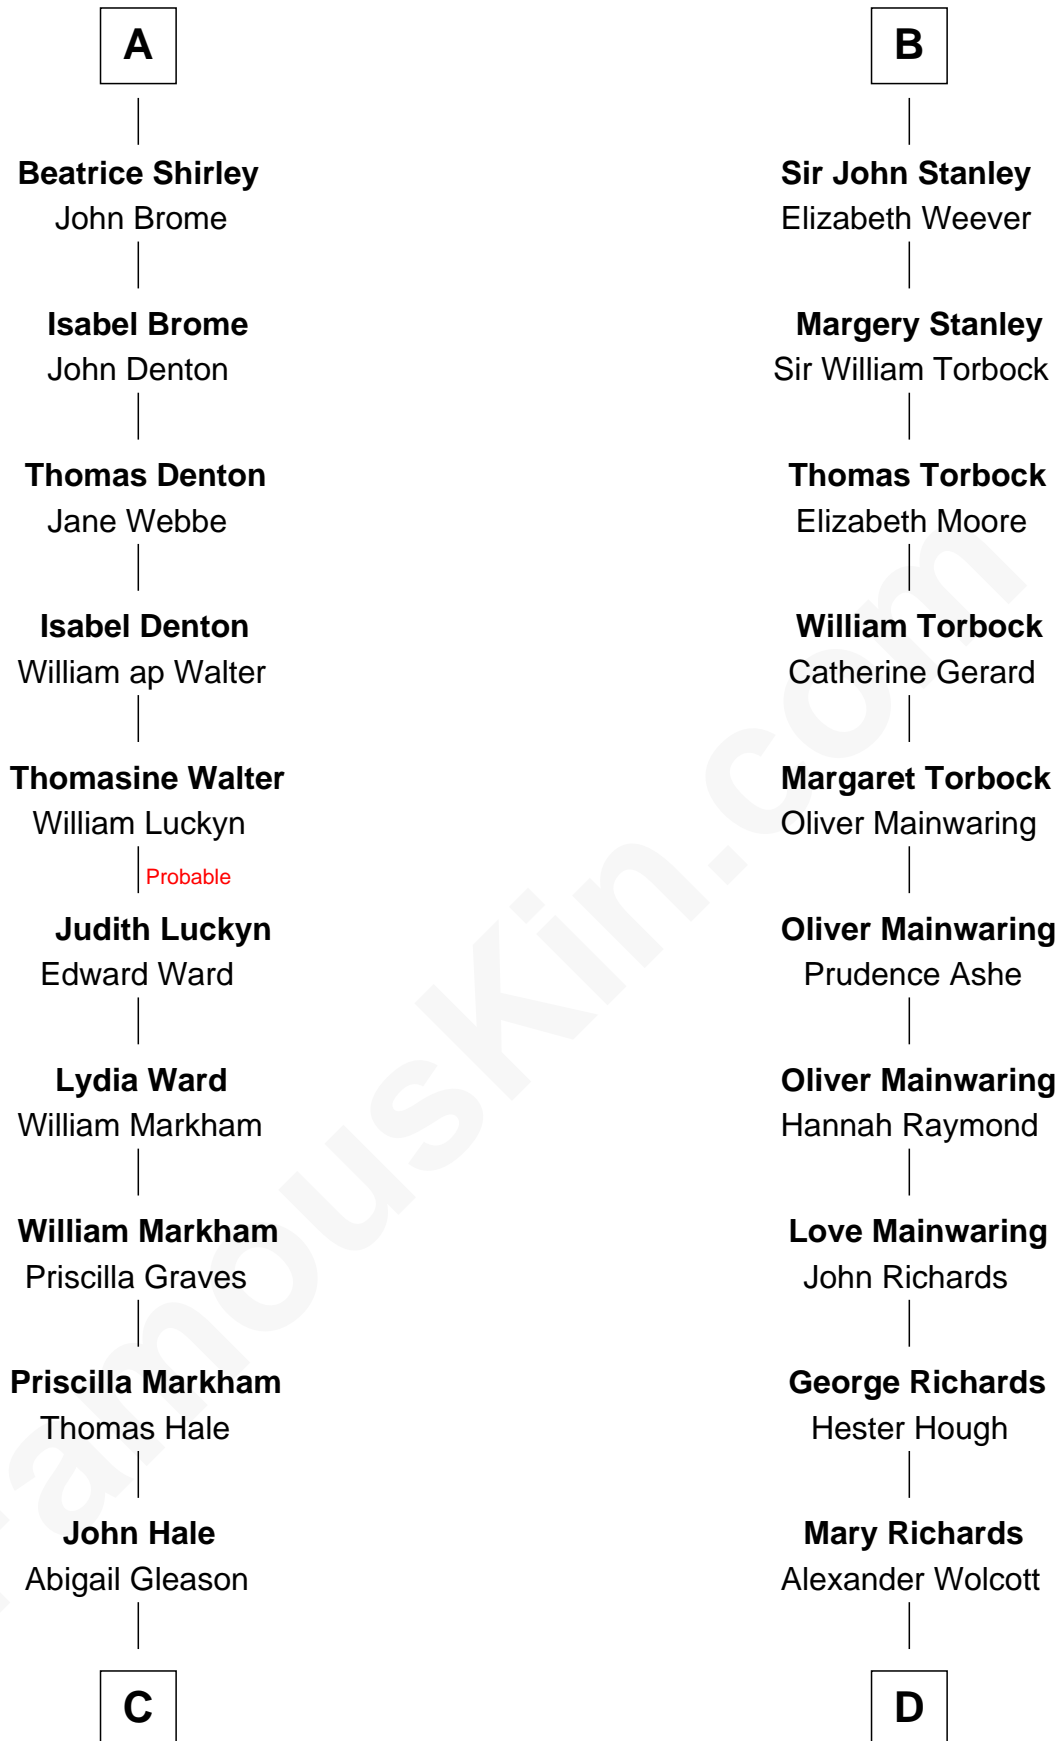 A
Beatrice Shirley
John Brome
Isabel Brome
John Denton
Thomas Denton
Jane Webbe
Isabel Denton
William ap Walter
Thomasine Walter
William Luckyn
Probable
Judith Luckyn
Edward Ward
Lydia Ward
William Markham
William Markham
Priscilla Graves
Priscilla Markham
Thomas Hale
John Hale
Abigail Gleason
C
B
Sir John Stanley
Elizabeth Weever
Margery Stanley
Sir William Torbock
Thomas Torbock
Elizabeth Moore
William Torbock
Catherine Gerard
Margaret Torbock
Oliver Mainwaring
Oliver Mainwaring
Prudence Ashe
Oliver Mainwaring
Hannah Raymond
Love Mainwaring
John Richards
George Richards
Hester Hough
Mary Richards
Alexander Wolcott
D
FamousKin.com